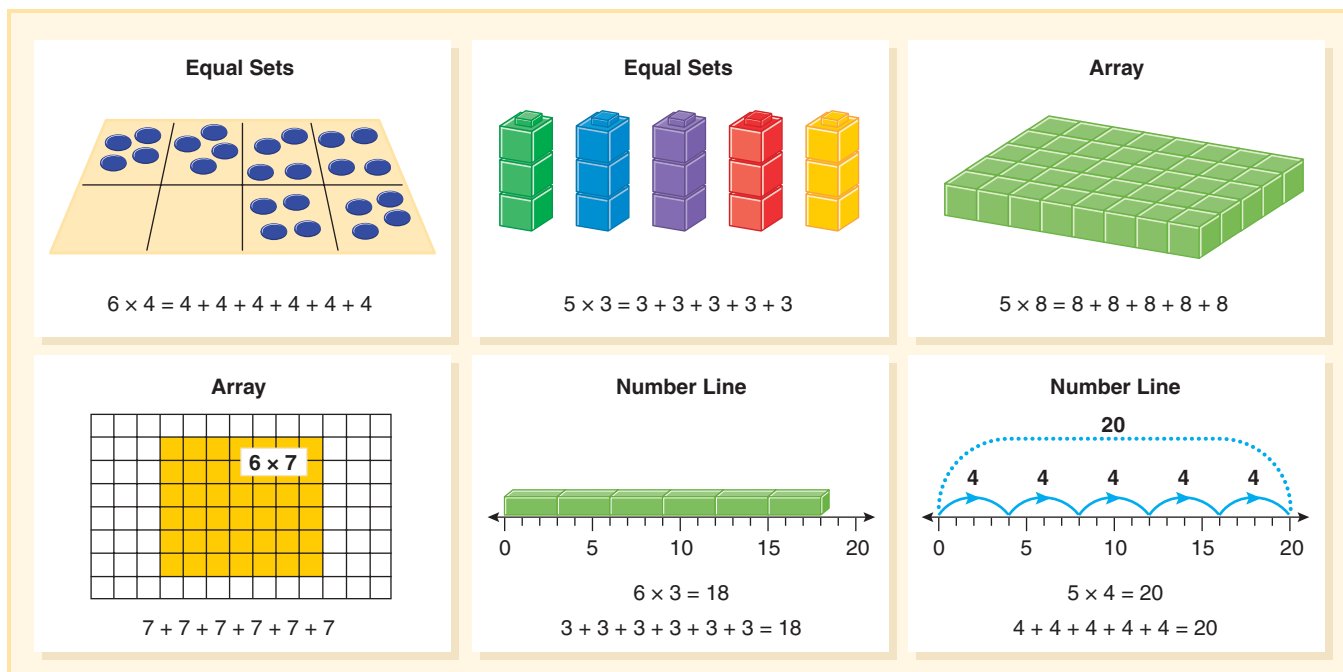 Equal Sets
6 × 4 = 4 + 4 + 4 + 4 + 4 + 4
Equal Sets
5 × 3 = 3 + 3 + 3 + 3 + 3
Array
5 × 8 = 8 + 8 + 8 + 8 + 8
Array
6 × 7
7 + 7 + 7 + 7 + 7 + 7
Number Line
0 5 10 15 20
6 × 3 = 18
3 + 3 + 3 + 3 + 3 + 3 = 18
Number Line
20
4 4 4 4 4
0 5 10 15 20
5 × 4 = 20
4 + 4 + 4 + 4 + 4 = 20